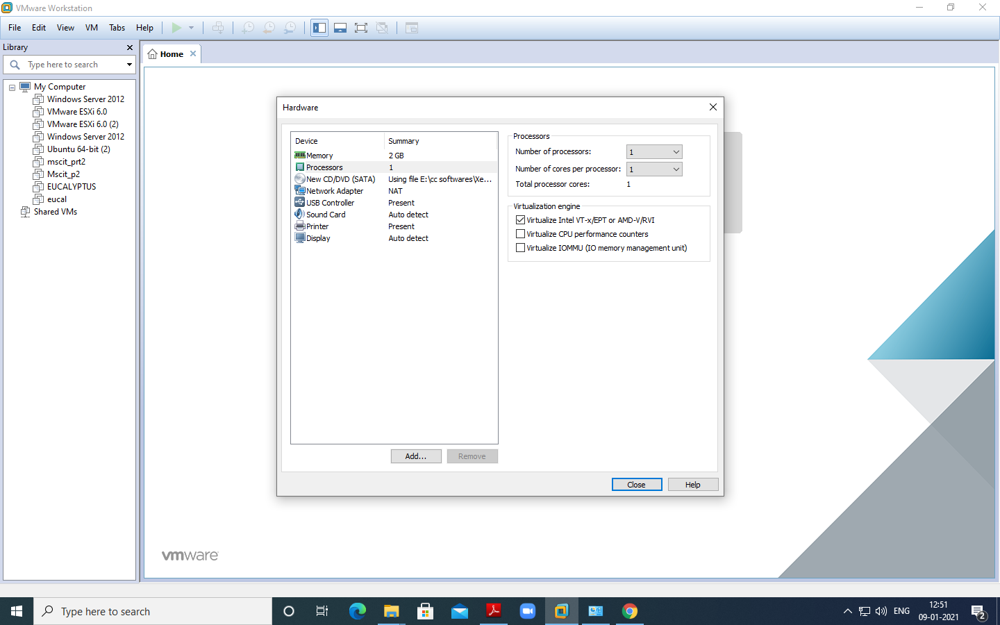 VMware Workstation
File Edit View VM Tabs Help
Library
Type here to search
My Computer
Windows Server 2012
VMware ESXi 6.0
VMware ESXi 6.0 (2)
Windows Server 2012
Ubuntu 64-bit (2)
mscit_prt2
Mscit_p2
EUCALYPTUS
eucal
Shared VMs
Home
Hardware
Device Summary
Memory 2 GB
Processors 1
New CD/DVD (SATA) Using file E:\cc softwares\Xe...
Network Adapter NAT
USB Controller Present
Sound Card Auto detect
Printer Present
Display Auto detect
Add...
Remove
Processors
Number of processors: 1
Number of cores per processor: 1
Total processor cores: 1
Virtualization engine
Virtualize Intel VT-x/EPT or AMD-V/RVI
Virtualize CPU performance counters
Virtualize IOMMU (IO memory management unit)
Close
Help
vmware
Type here to search
ENG
12:51
09-01-2021
2